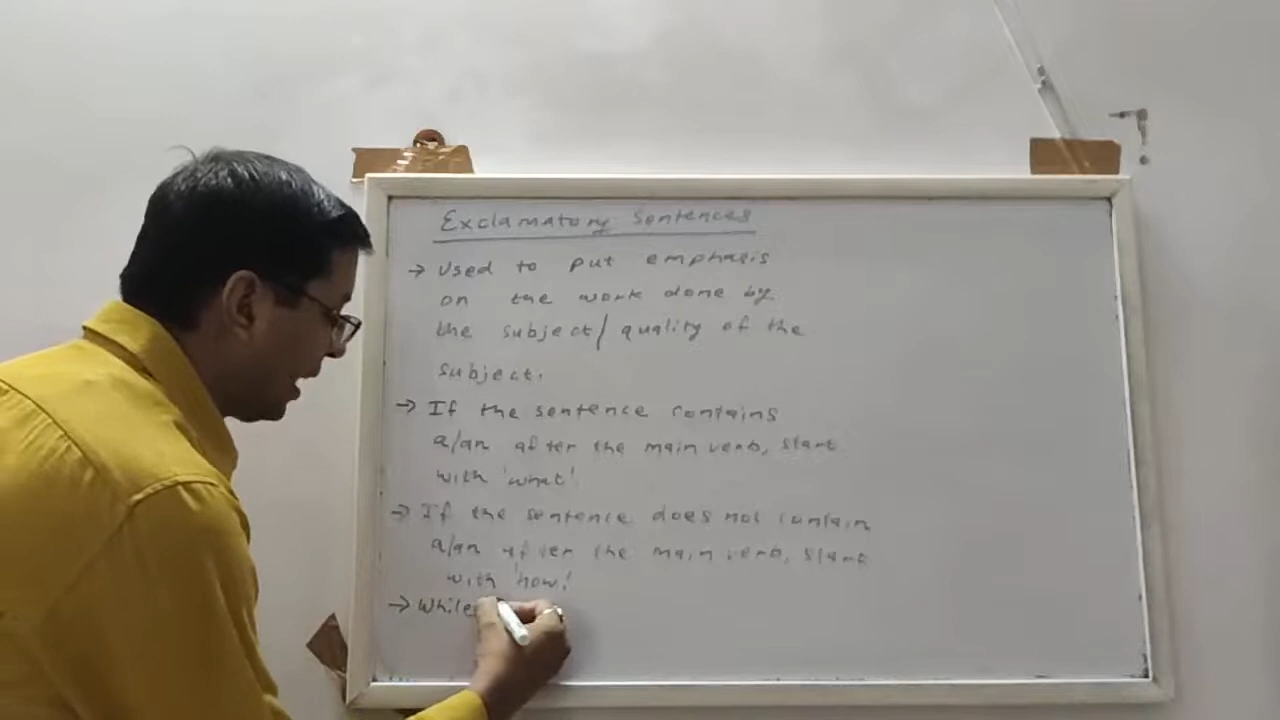 Exclamatory Sentences
→ Used to put emphasis
on the work done by
the subject/quality of the
subject.
→ If the sentence contains
a/an after the main verb, start
with 'what'.
→ If the sentence does not contain
a/an after the main verb, start
with 'how'.
→ While